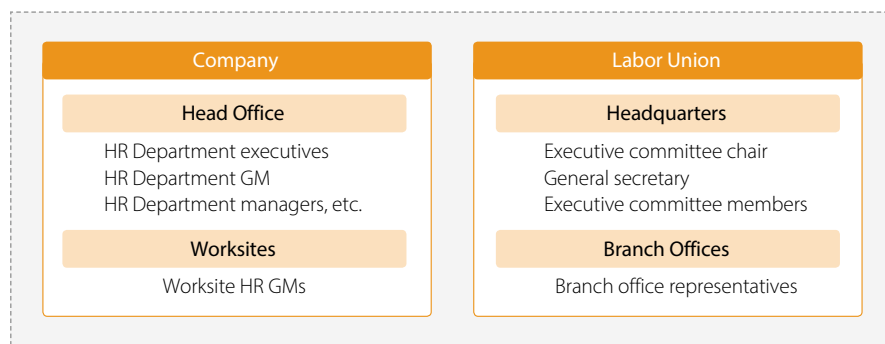 Company
Head Office
HR Department executives
HR Department GM
HR Department managers, etc.
Worksites
Worksite HR GMs
Labor Union
Headquarters
Executive committee chair
General secretary
Executive committee members
Branch Offices
Branch office representatives